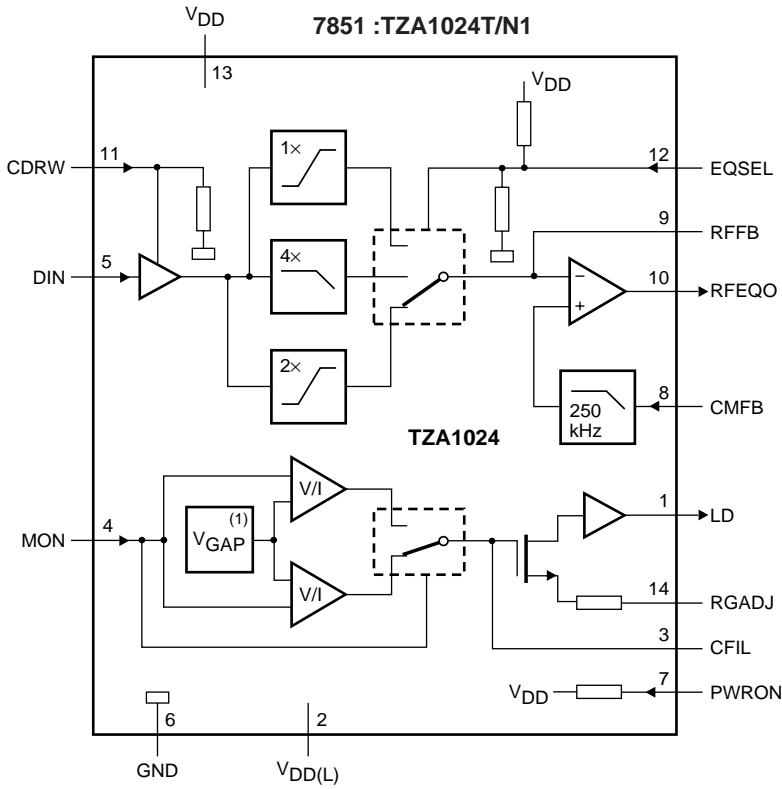 7851 :TZA1024T/N1
VDD
13
VDD
11
CDRW
1×
12
EQSEL
9
RFFB
5
DIN
4×
−
+
10
RFEQO
2×
250
kHz
8
CMFB
TZA1024
V/I
4
MON
(1)
VGAP
1
LD
V/I
14
RGADJ
3
CFIL
7
VDD
PWRON
6
2
GND
VDD(L)